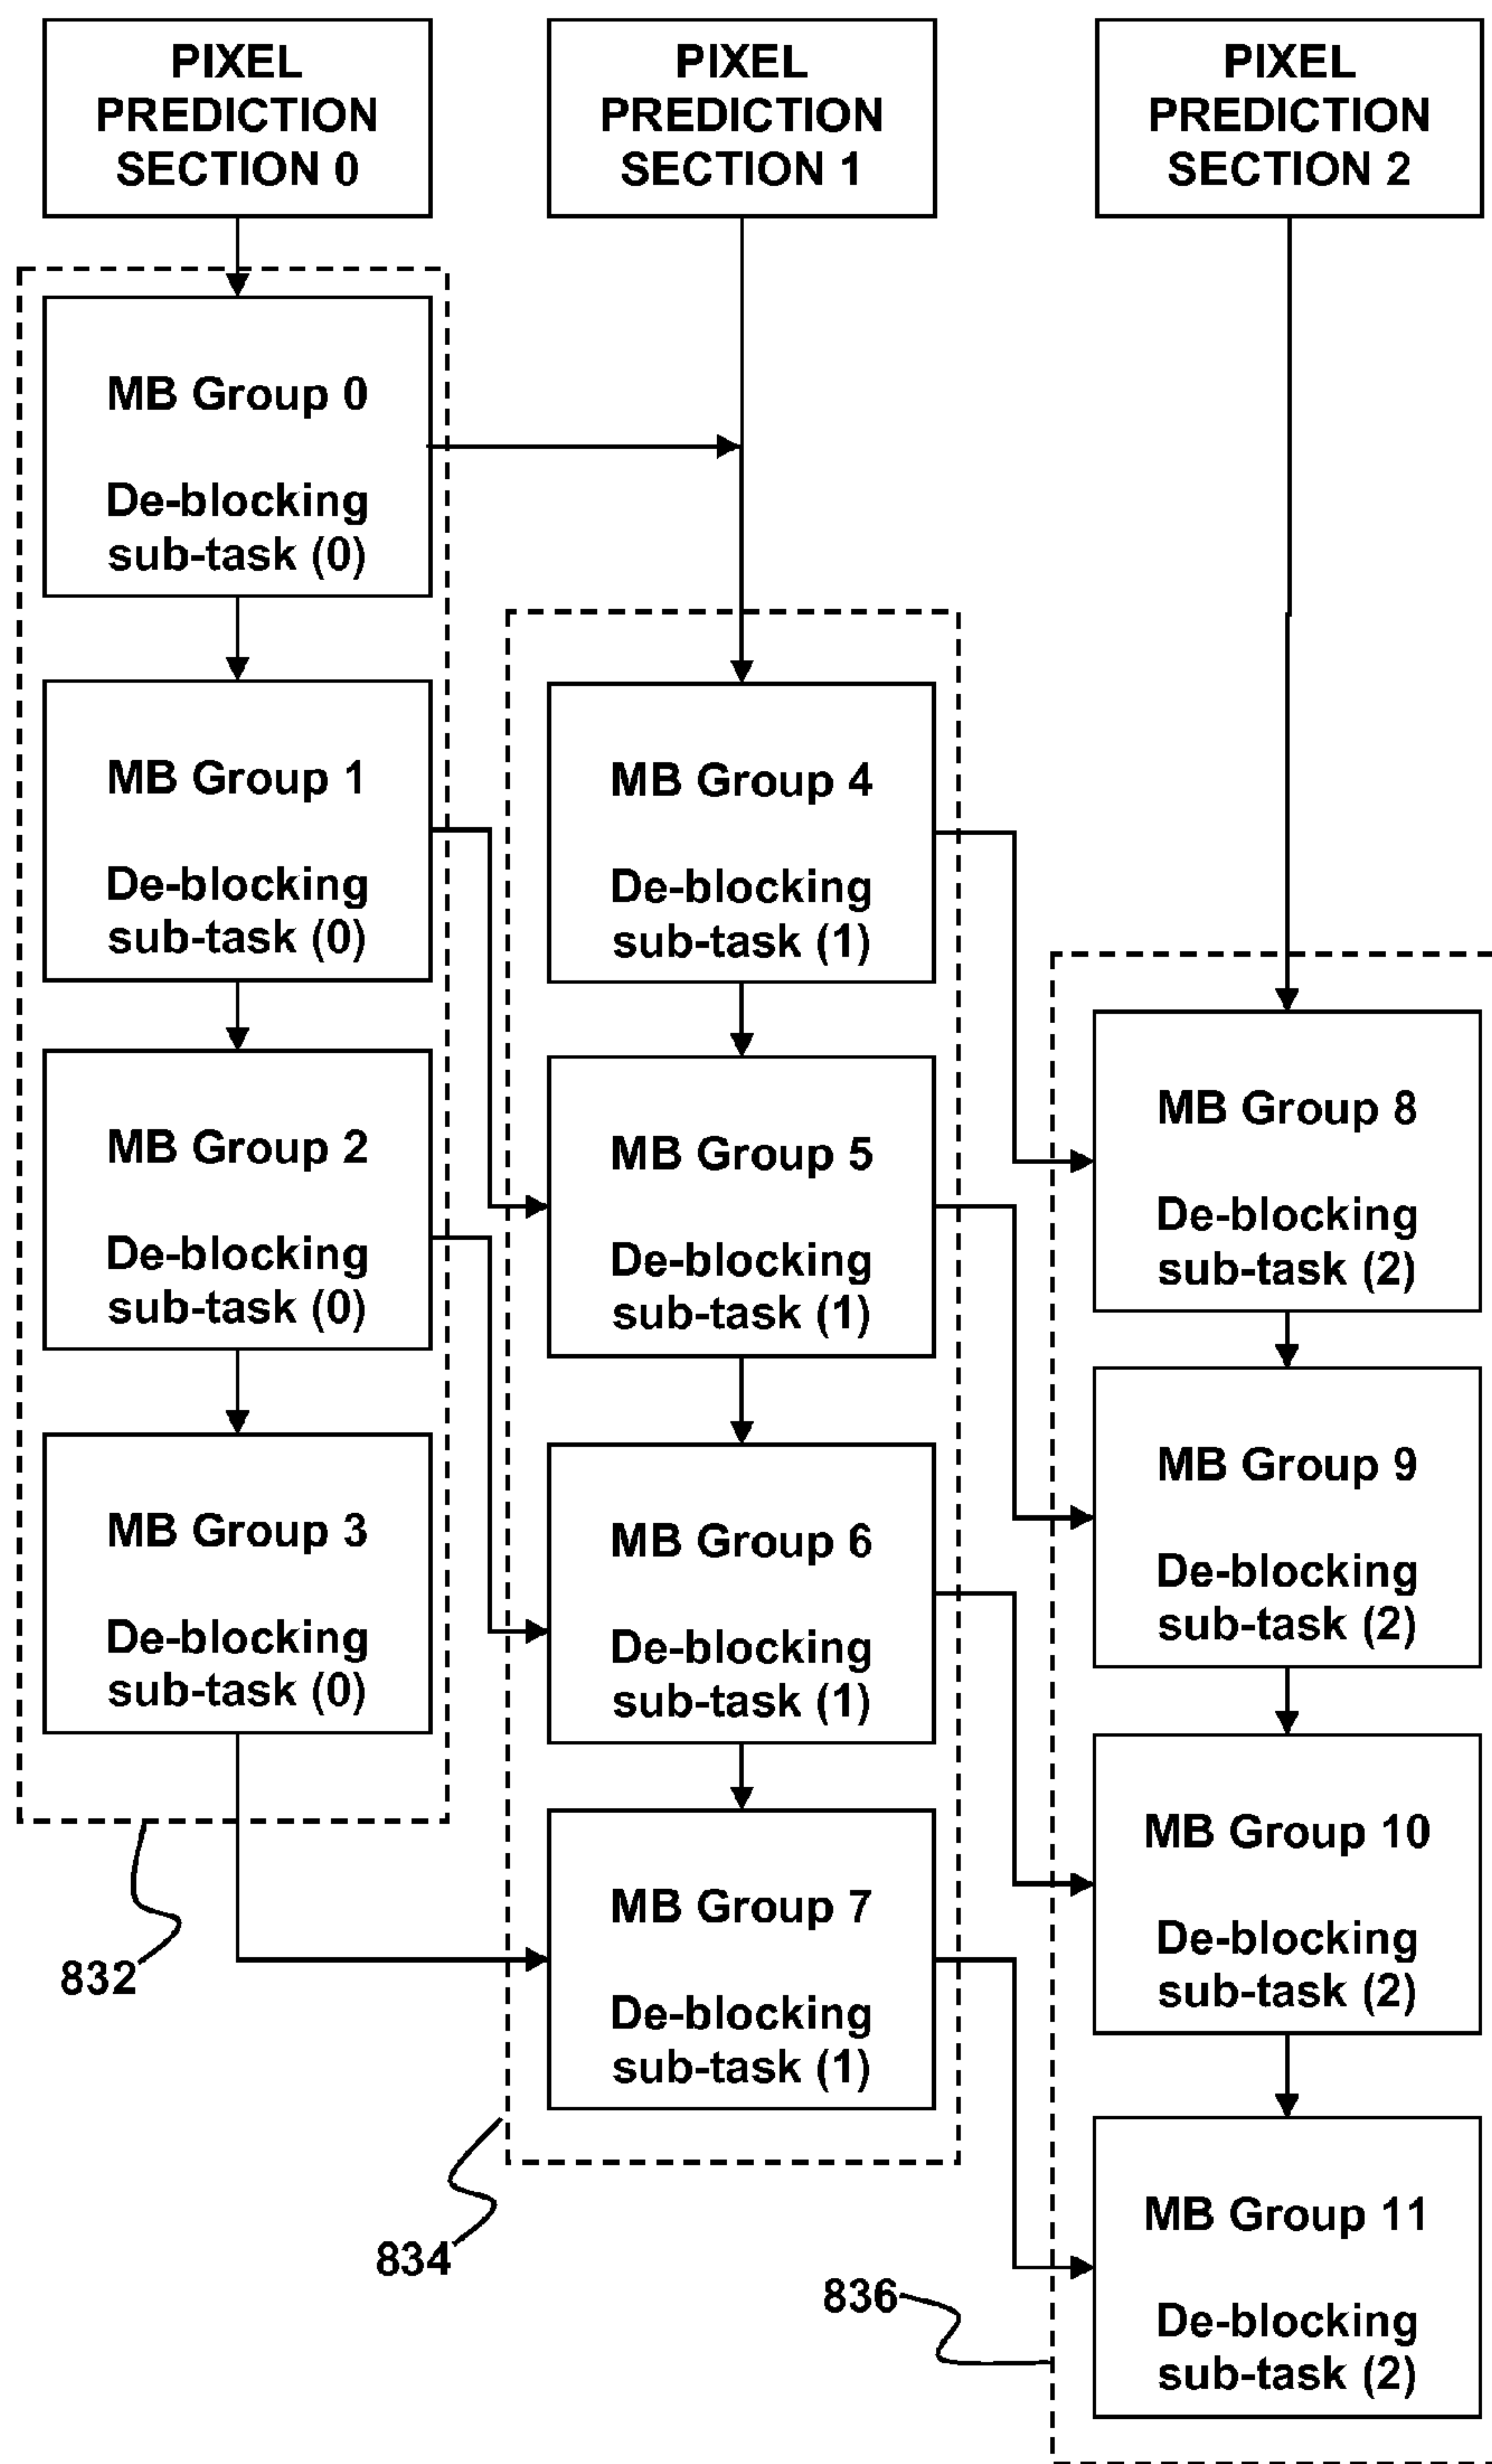 PIXEL
PREDICTION
SECTION 0
PIXEL
PREDICTION
SECTION 1
PIXEL
PREDICTION
SECTION 2
MB Group 0
De-blocking
sub-task (0)
MB Group 1
De-blocking
sub-task (0)
MB Group 2
De-blocking
sub-task (0)
MB Group 3
De-blocking
sub-task (0)
832
MB Group 4
De-blocking
sub-task (1)
MB Group 5
De-blocking
sub-task (1)
MB Group 6
De-blocking
sub-task (1)
MB Group 7
De-blocking
sub-task (1)
834
MB Group 8
De-blocking
sub-task (2)
MB Group 9
De-blocking
sub-task (2)
MB Group 10
De-blocking
sub-task (2)
MB Group 11
De-blocking
sub-task (2)
836